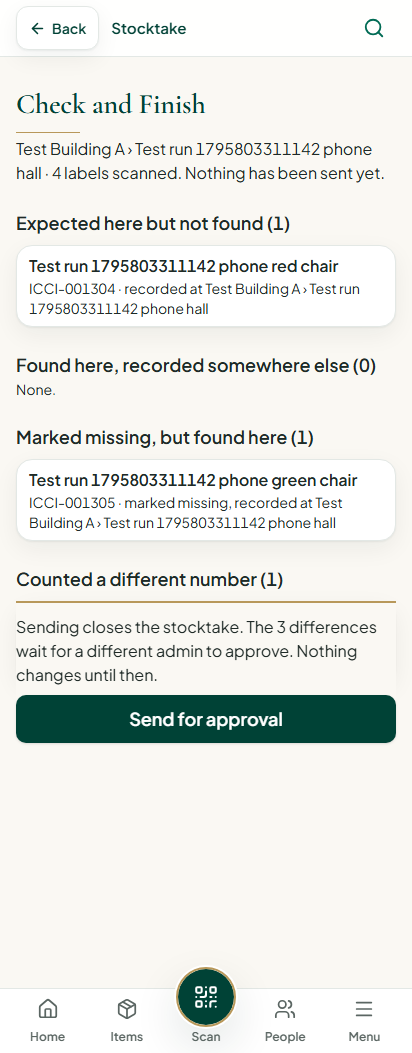 Back
Stocktake
Check and Finish
Test Building A › Test run 1795803311142 phone
hall · 4 labels scanned. Nothing has been sent yet.
Expected here but not found (1)
Test run 1795803311142 phone red chair
ICCI-001304 · recorded at Test Building A › Test run
1795803311142 phone hall
Found here, recorded somewhere else (0)
None.
Marked missing, but found here (1)
Test run 1795803311142 phone green chair
ICCI-001305 · marked missing, recorded at Test
Building A › Test run 1795803311142 phone hall
Counted a different number (1)
Sending closes the stocktake. The 3 differences
wait for a different admin to approve. Nothing
changes until then.
Send for approval
Home
Items
Scan
People
Menu